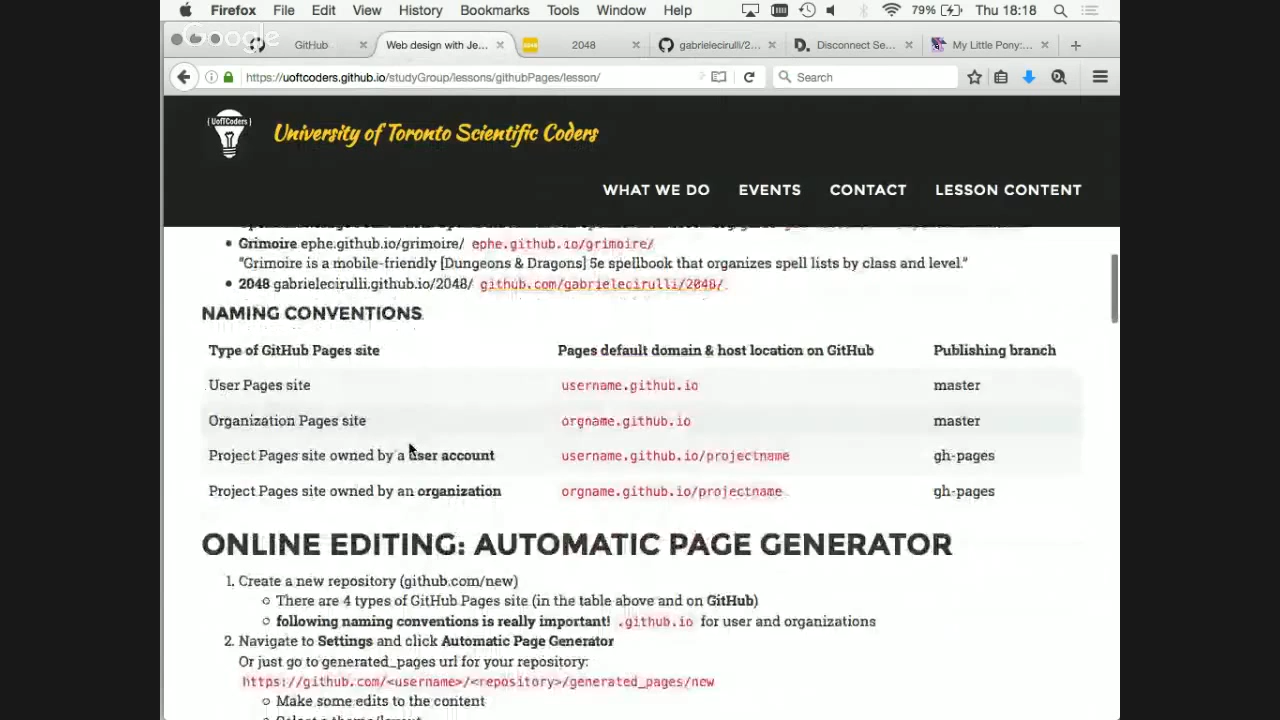 Firefox File Edit View History Bookmarks Tools Window Help 79% Thu 18:18
Google
GitHub Web design with Je... 2048 gabrielecirulli/2... Disconnect Se... My Little Pony:...
https://uoftcoders.github.io/studyGroup/lessons/githubPages/lesson/ Search
{UofTCoders}
University of Toronto Scientific Coders
WHAT WE DO EVENTS CONTACT LESSON CONTENT
• Grimoire ephe.github.io/grimoire/ ephe.github.io/grimoire/
"Grimoire is a mobile-friendly [Dungeons & Dragons] 5e spellbook that organizes spell lists by class and level."
• 2048 gabrielecirulli.github.io/2048/ github.com/gabrielecirulli/2048/
NAMING CONVENTIONS
Type of GitHub Pages site Pages default domain & host location on GitHub Publishing branch
User Pages site username.github.io master
Organization Pages site orgname.github.io master
Project Pages site owned by a user account username.github.io/projectname gh-pages
Project Pages site owned by an organization orgname.github.io/projectname gh-pages
ONLINE EDITING: AUTOMATIC PAGE GENERATOR
1. Create a new repository (github.com/new)
There are 4 types of GitHub Pages site (in the table above and on GitHub)
following naming conventions is really important! .github.io for user and organizations
2. Navigate to Settings and click Automatic Page Generator
Or just go to generated_pages url for your repository:
https://github.com/<username>/<repository>/generated_pages/new
Make some edits to the content
Select a theme/layout